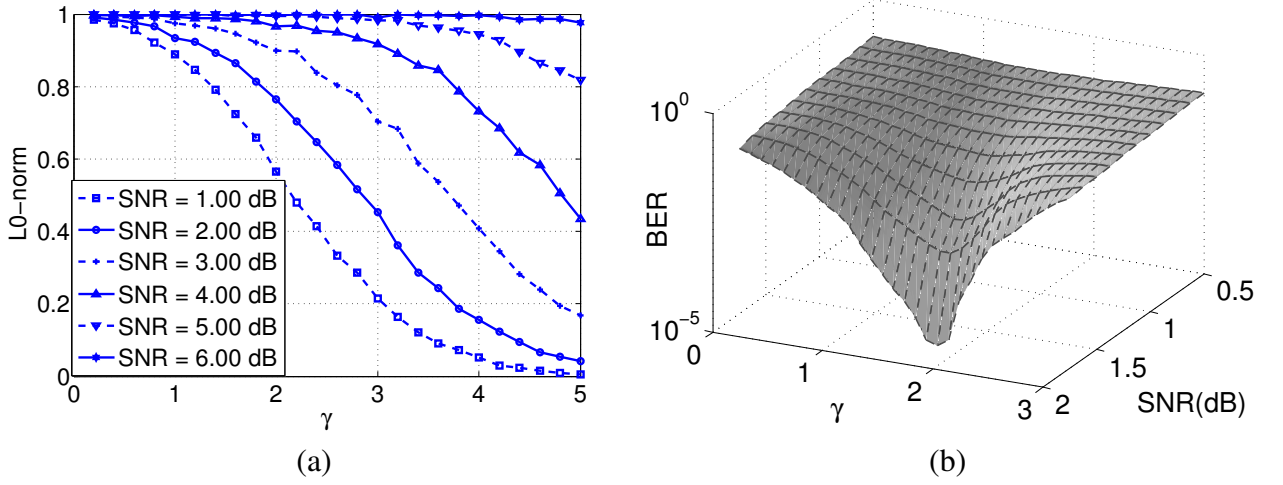 1
0.8
0.6
0.4
0.2
0
L0−norm
SNR = 1.00 dB
SNR = 2.00 dB
SNR = 3.00 dB
SNR = 4.00 dB
SNR = 5.00 dB
SNR = 6.00 dB
0 1 2 3 4 5
γ
(a)
10^0
10^−5
BER
0 1 2 3
γ
0.5
1
1.5
2
SNR(dB)
(b)